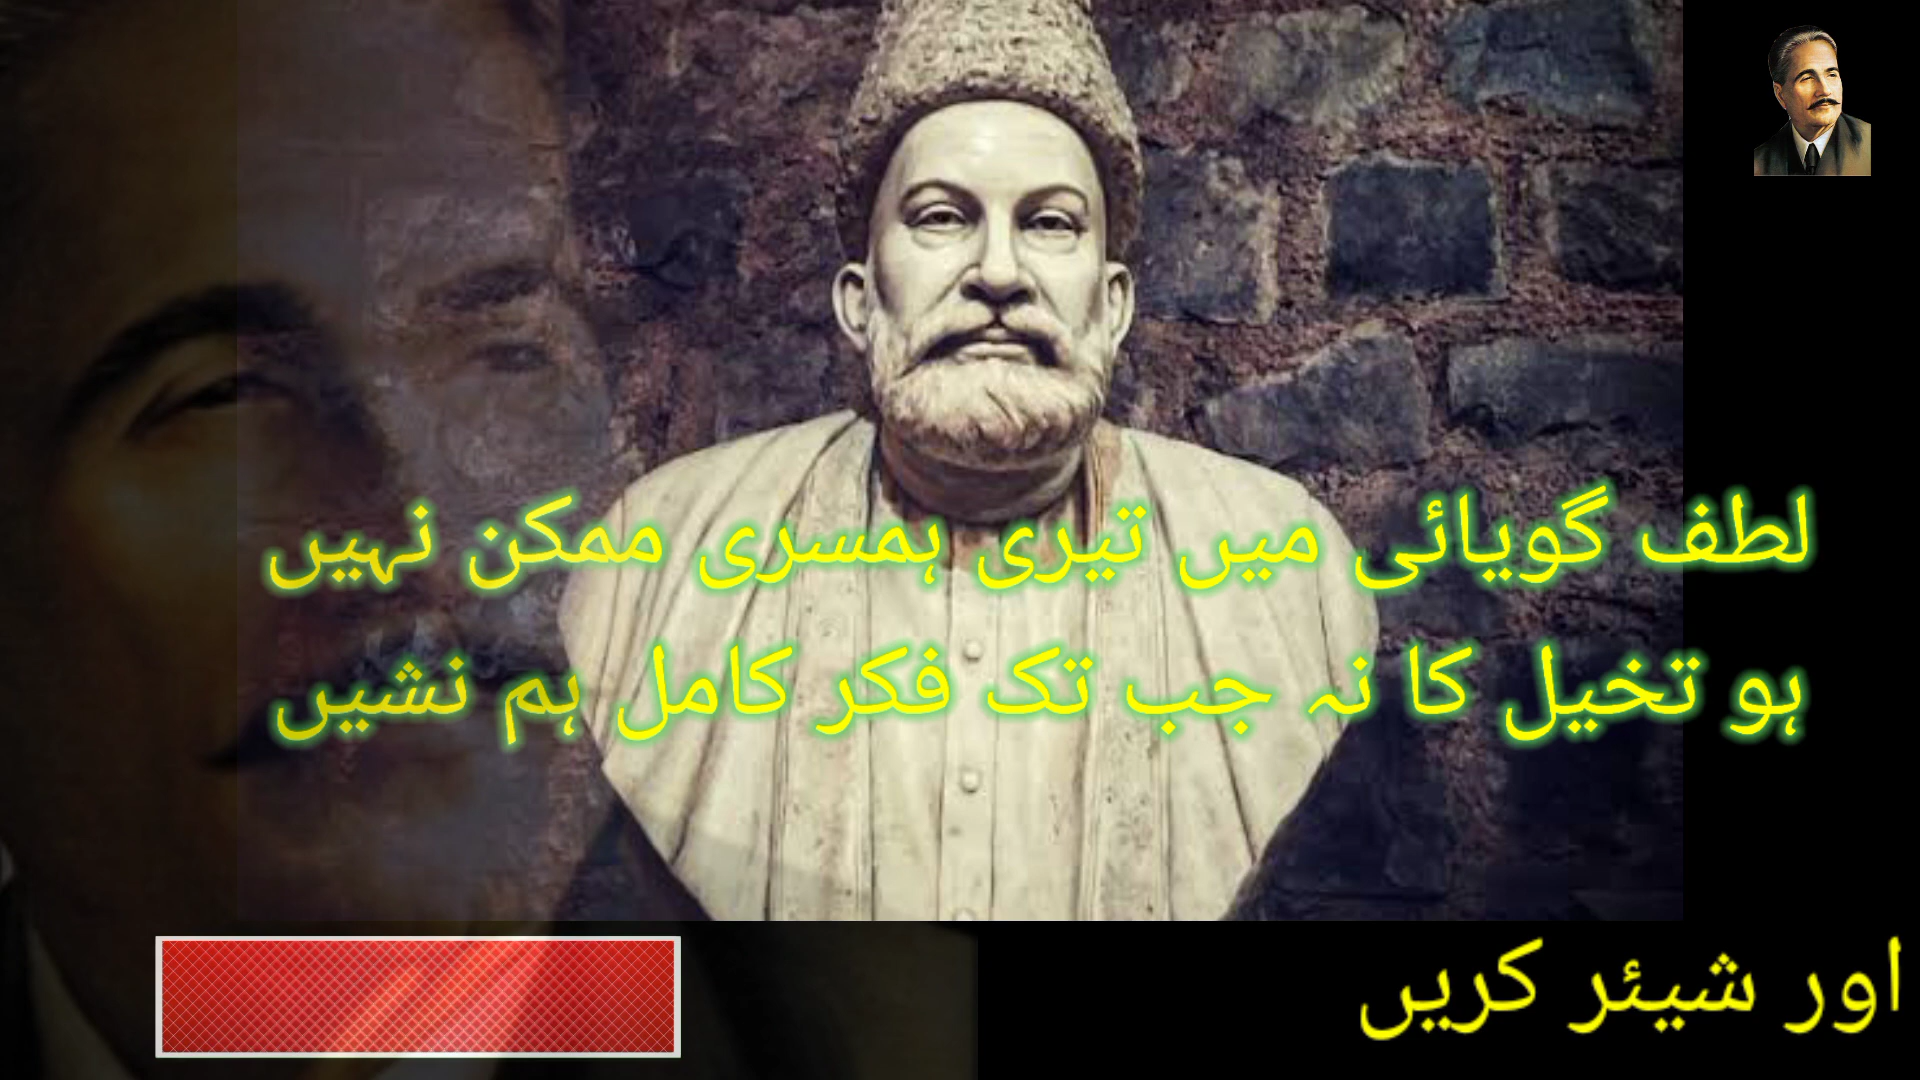 لطف گویائی میں تیری ہمسری ممکن نہیں
ہو تخیل کا نہ جب تک فکر کامل ہم نشیں
اور شیئر کریں